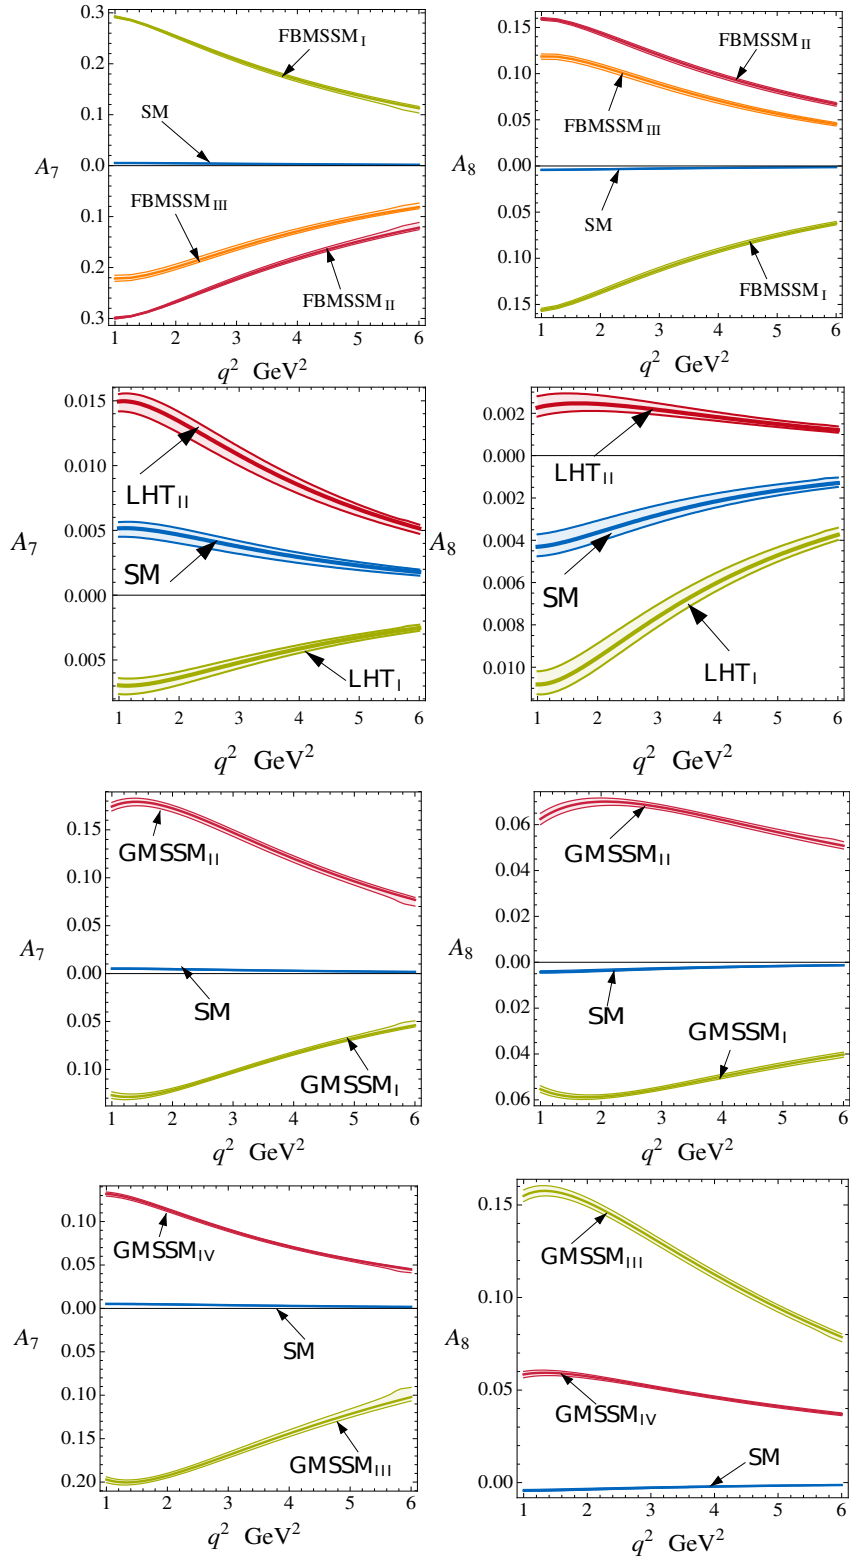 0.3
FBMSSM_I
0.2
0.1
SM
0.0
A_7
FBMSSM_III
0.1
0.2
FBMSSM_II
0.3
1 2 3 4 5 6
q^2 GeV^2
0.15
FBMSSM_II
0.10
FBMSSM_III
0.05
0.00
A_8
SM
0.05
0.10
FBMSSM_I
0.15
1 2 3 4 5 6
q^2 GeV^2
0.015
0.010
LHT_II
0.005
A_7
SM
0.000
0.005
LHT_I
1 2 3 4 5 6
q^2 GeV^2
0.002
LHT_II
0.000
0.002
0.004
A_8
SM
0.006
0.008
LHT_I
0.010
1 2 3 4 5 6
q^2 GeV^2
0.15
GMSSM_II
0.10
0.05
A_7
0.00
SM
0.05
GMSSM_I
0.10
1 2 3 4 5 6
q^2 GeV^2
0.06
GMSSM_II
0.04
0.02
A_8
0.00
SM
0.02
GMSSM_I
0.04
0.06
1 2 3 4 5 6
q^2 GeV^2
0.10
GMSSM_IV
0.05
0.00
A_7
SM
0.05
0.10
0.15
GMSSM_III
0.20
1 2 3 4 5 6
q^2 GeV^2
0.15
GMSSM_III
0.10
A_8
0.05
GMSSM_IV
SM
0.00
1 2 3 4 5 6
q^2 GeV^2